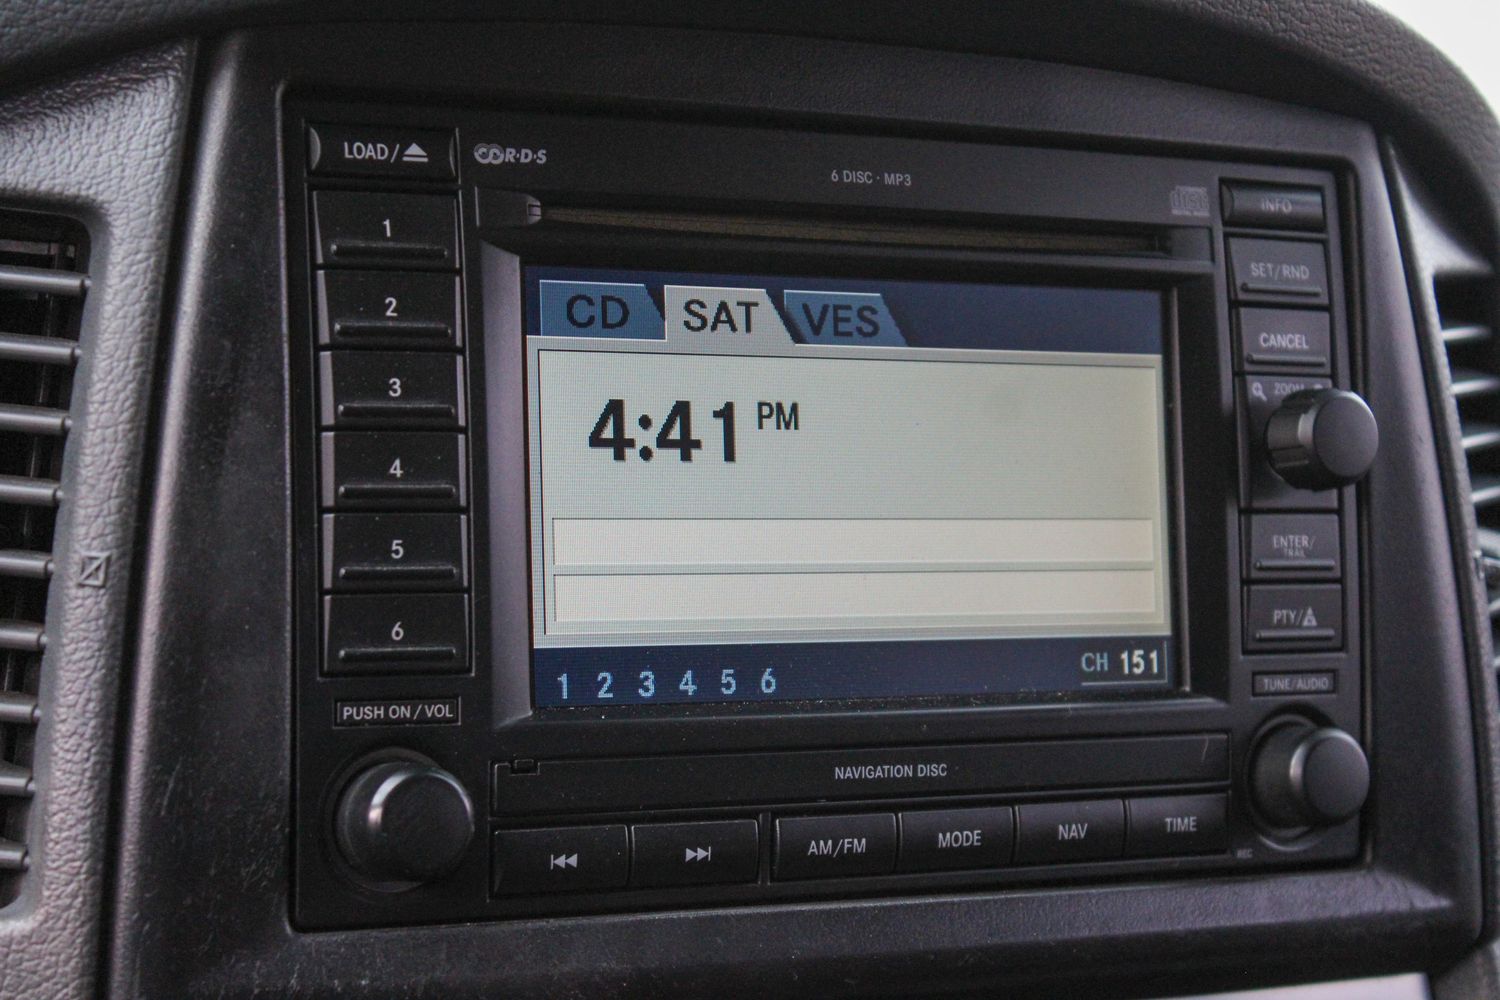 LOAD/
R·D·S
6 DISC · MP3
INFO
1
2
3
4
5
6
CD SAT VES
4:41 PM
1 2 3 4 5 6
CH 151
SET/RND
CANCEL
ZOOM
ENTER/
TRAIL
PTY/
TUNE/AUDIO
PUSH ON / VOL
NAVIGATION DISC
AM/FM
MODE
NAV
TIME